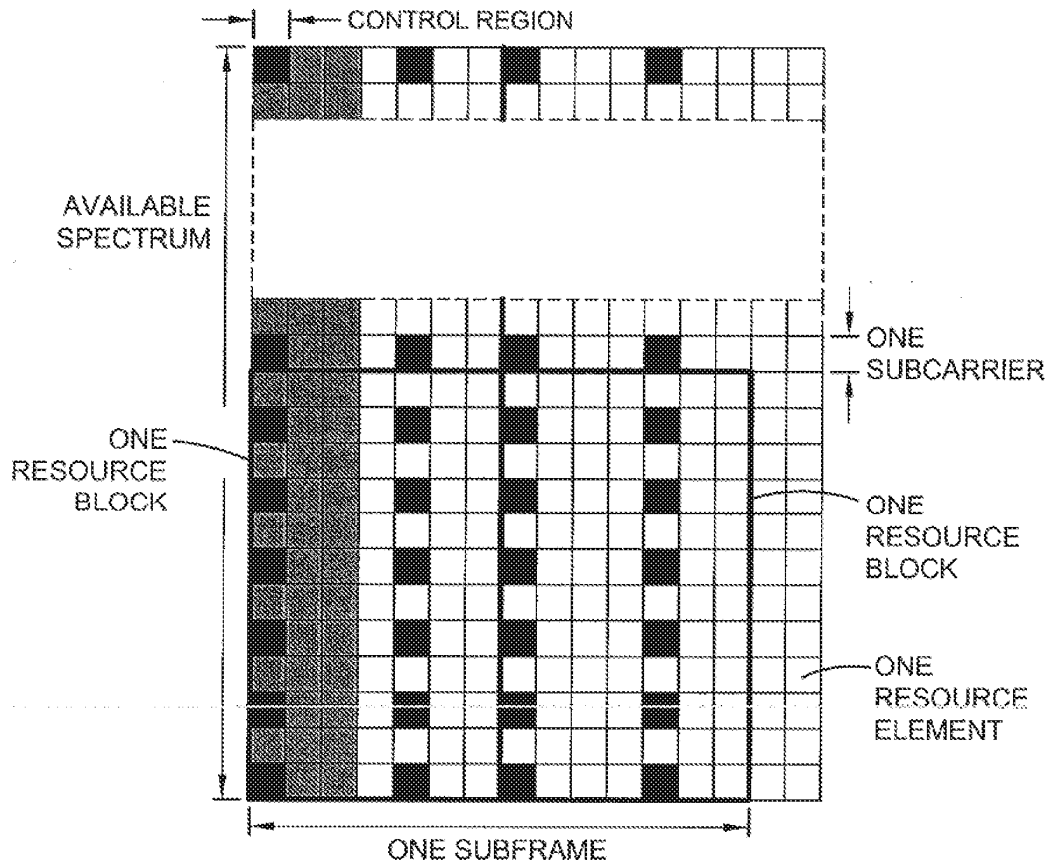 CONTROL REGION
AVAILABLE
SPECTRUM
ONE
SUBCARRIER
ONE
RESOURCE
BLOCK
ONE
RESOURCE
BLOCK
ONE
RESOURCE
ELEMENT
ONE SUBFRAME